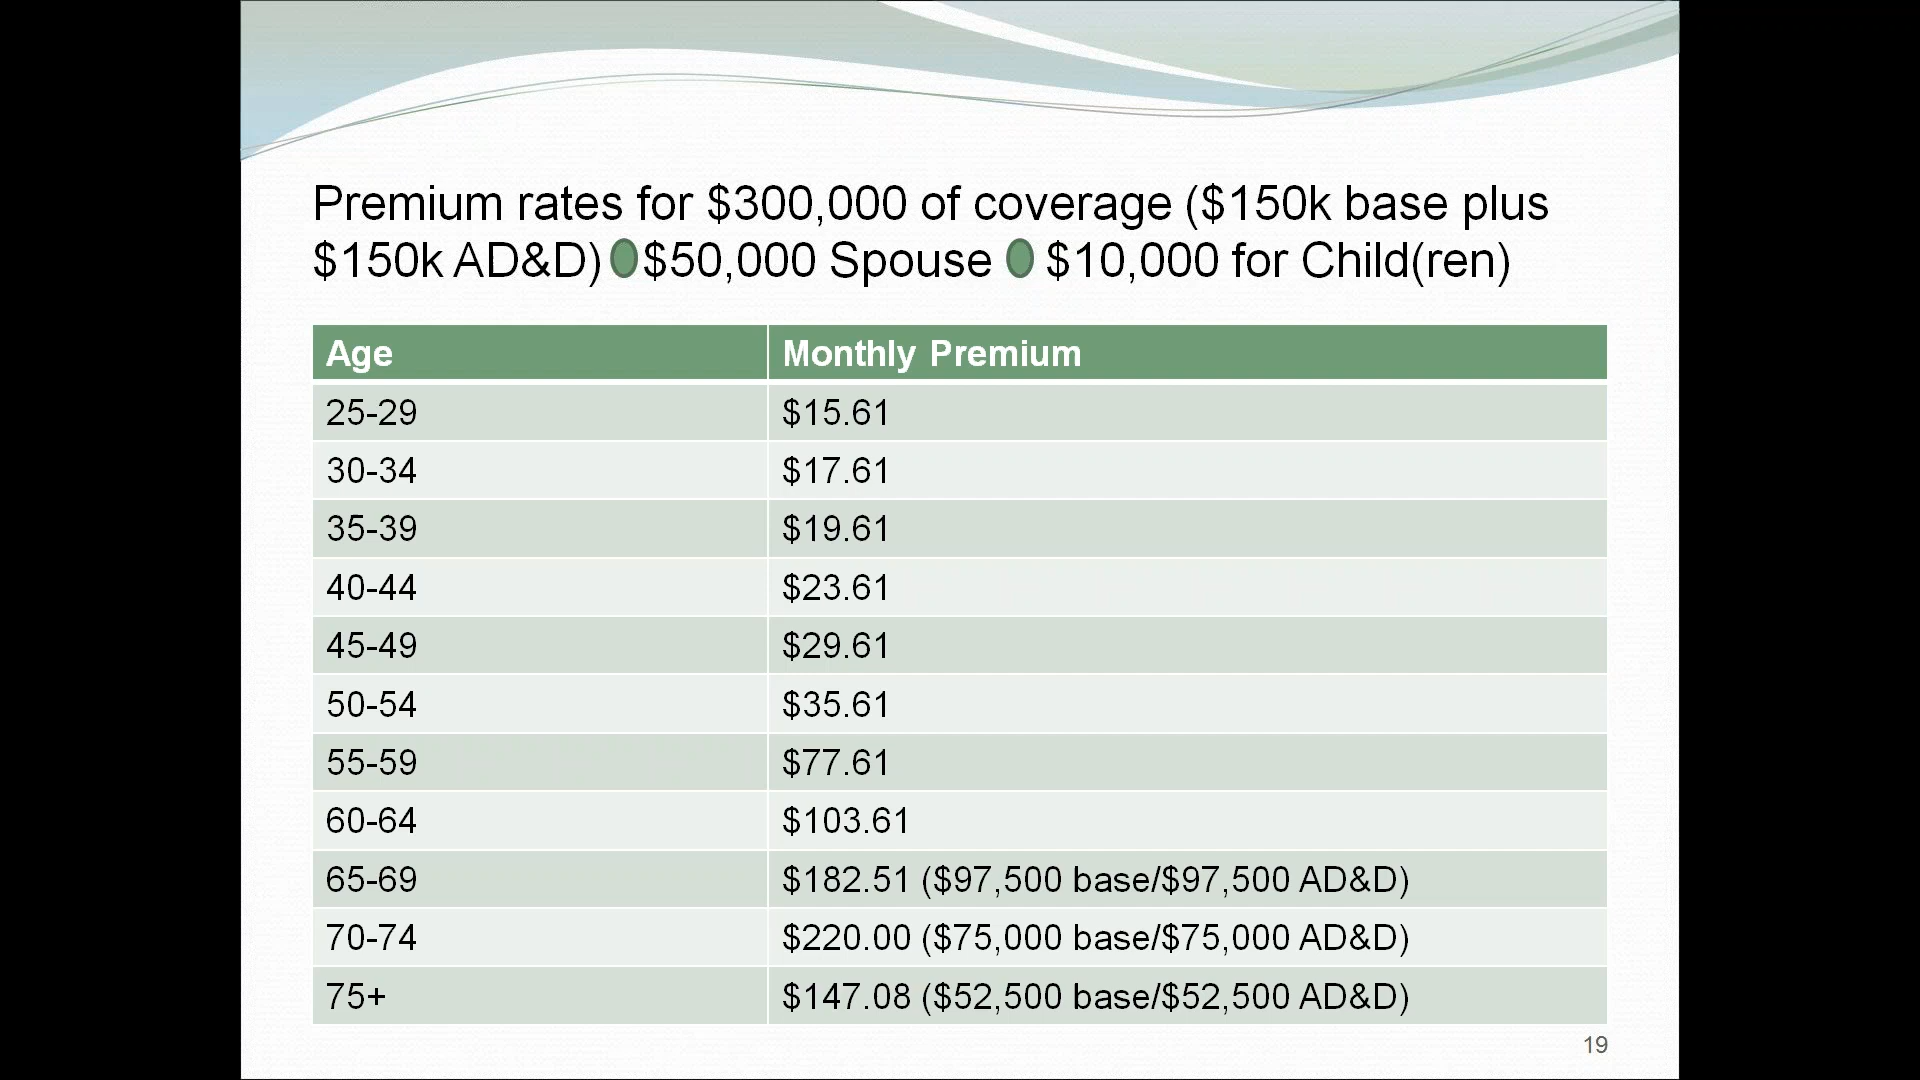 Premium rates for $300,000 of coverage ($150k base plus
$150k AD&D) $50,000 Spouse $10,000 for Child(ren)
Age Monthly Premium
25-29 $15.61
30-34 $17.61
35-39 $19.61
40-44 $23.61
45-49 $29.61
50-54 $35.61
55-59 $77.61
60-64 $103.61
65-69 $182.51 ($97,500 base/$97,500 AD&D)
70-74 $220.00 ($75,000 base/$75,000 AD&D)
75+ $147.08 ($52,500 base/$52,500 AD&D)
19